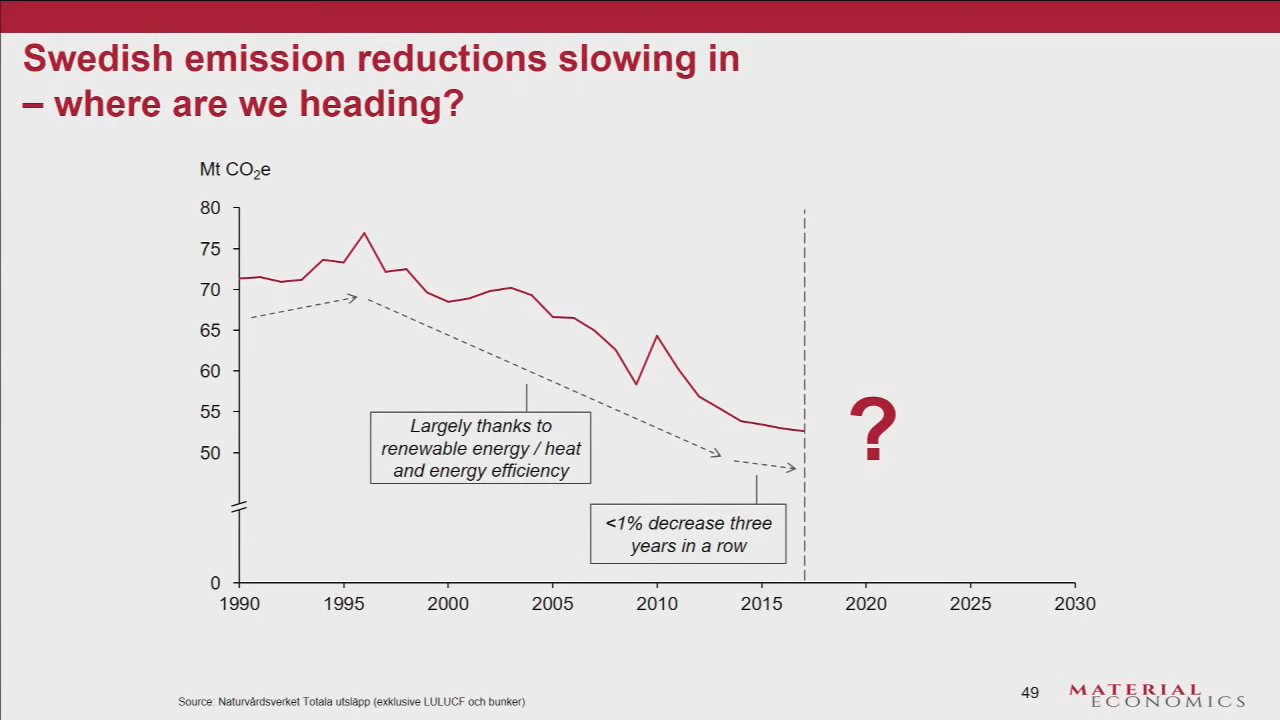 Swedish emission reductions slowing in
– where are we heading?
Mt CO₂e
80
75
70
65
60
55
50
0
Largely thanks to
renewable energy / heat
and energy efficiency
<1% decrease three
years in a row
?
1990 1995 2000 2005 2010 2015 2020 2025 2030
Source: Naturvårdsverket Totala utsläpp (exklusive LULUCF och bunker)
49
MATERIAL
ECONOMICS